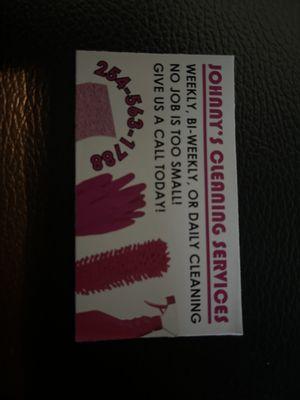 JOHNNY'S CLEANING SERVICES
WEEKLY, BI-WEEKLY, OR DAILY CLEANING
NO JOB IS TOO SMALL!
GIVE US A CALL TODAY!
254-563-1788